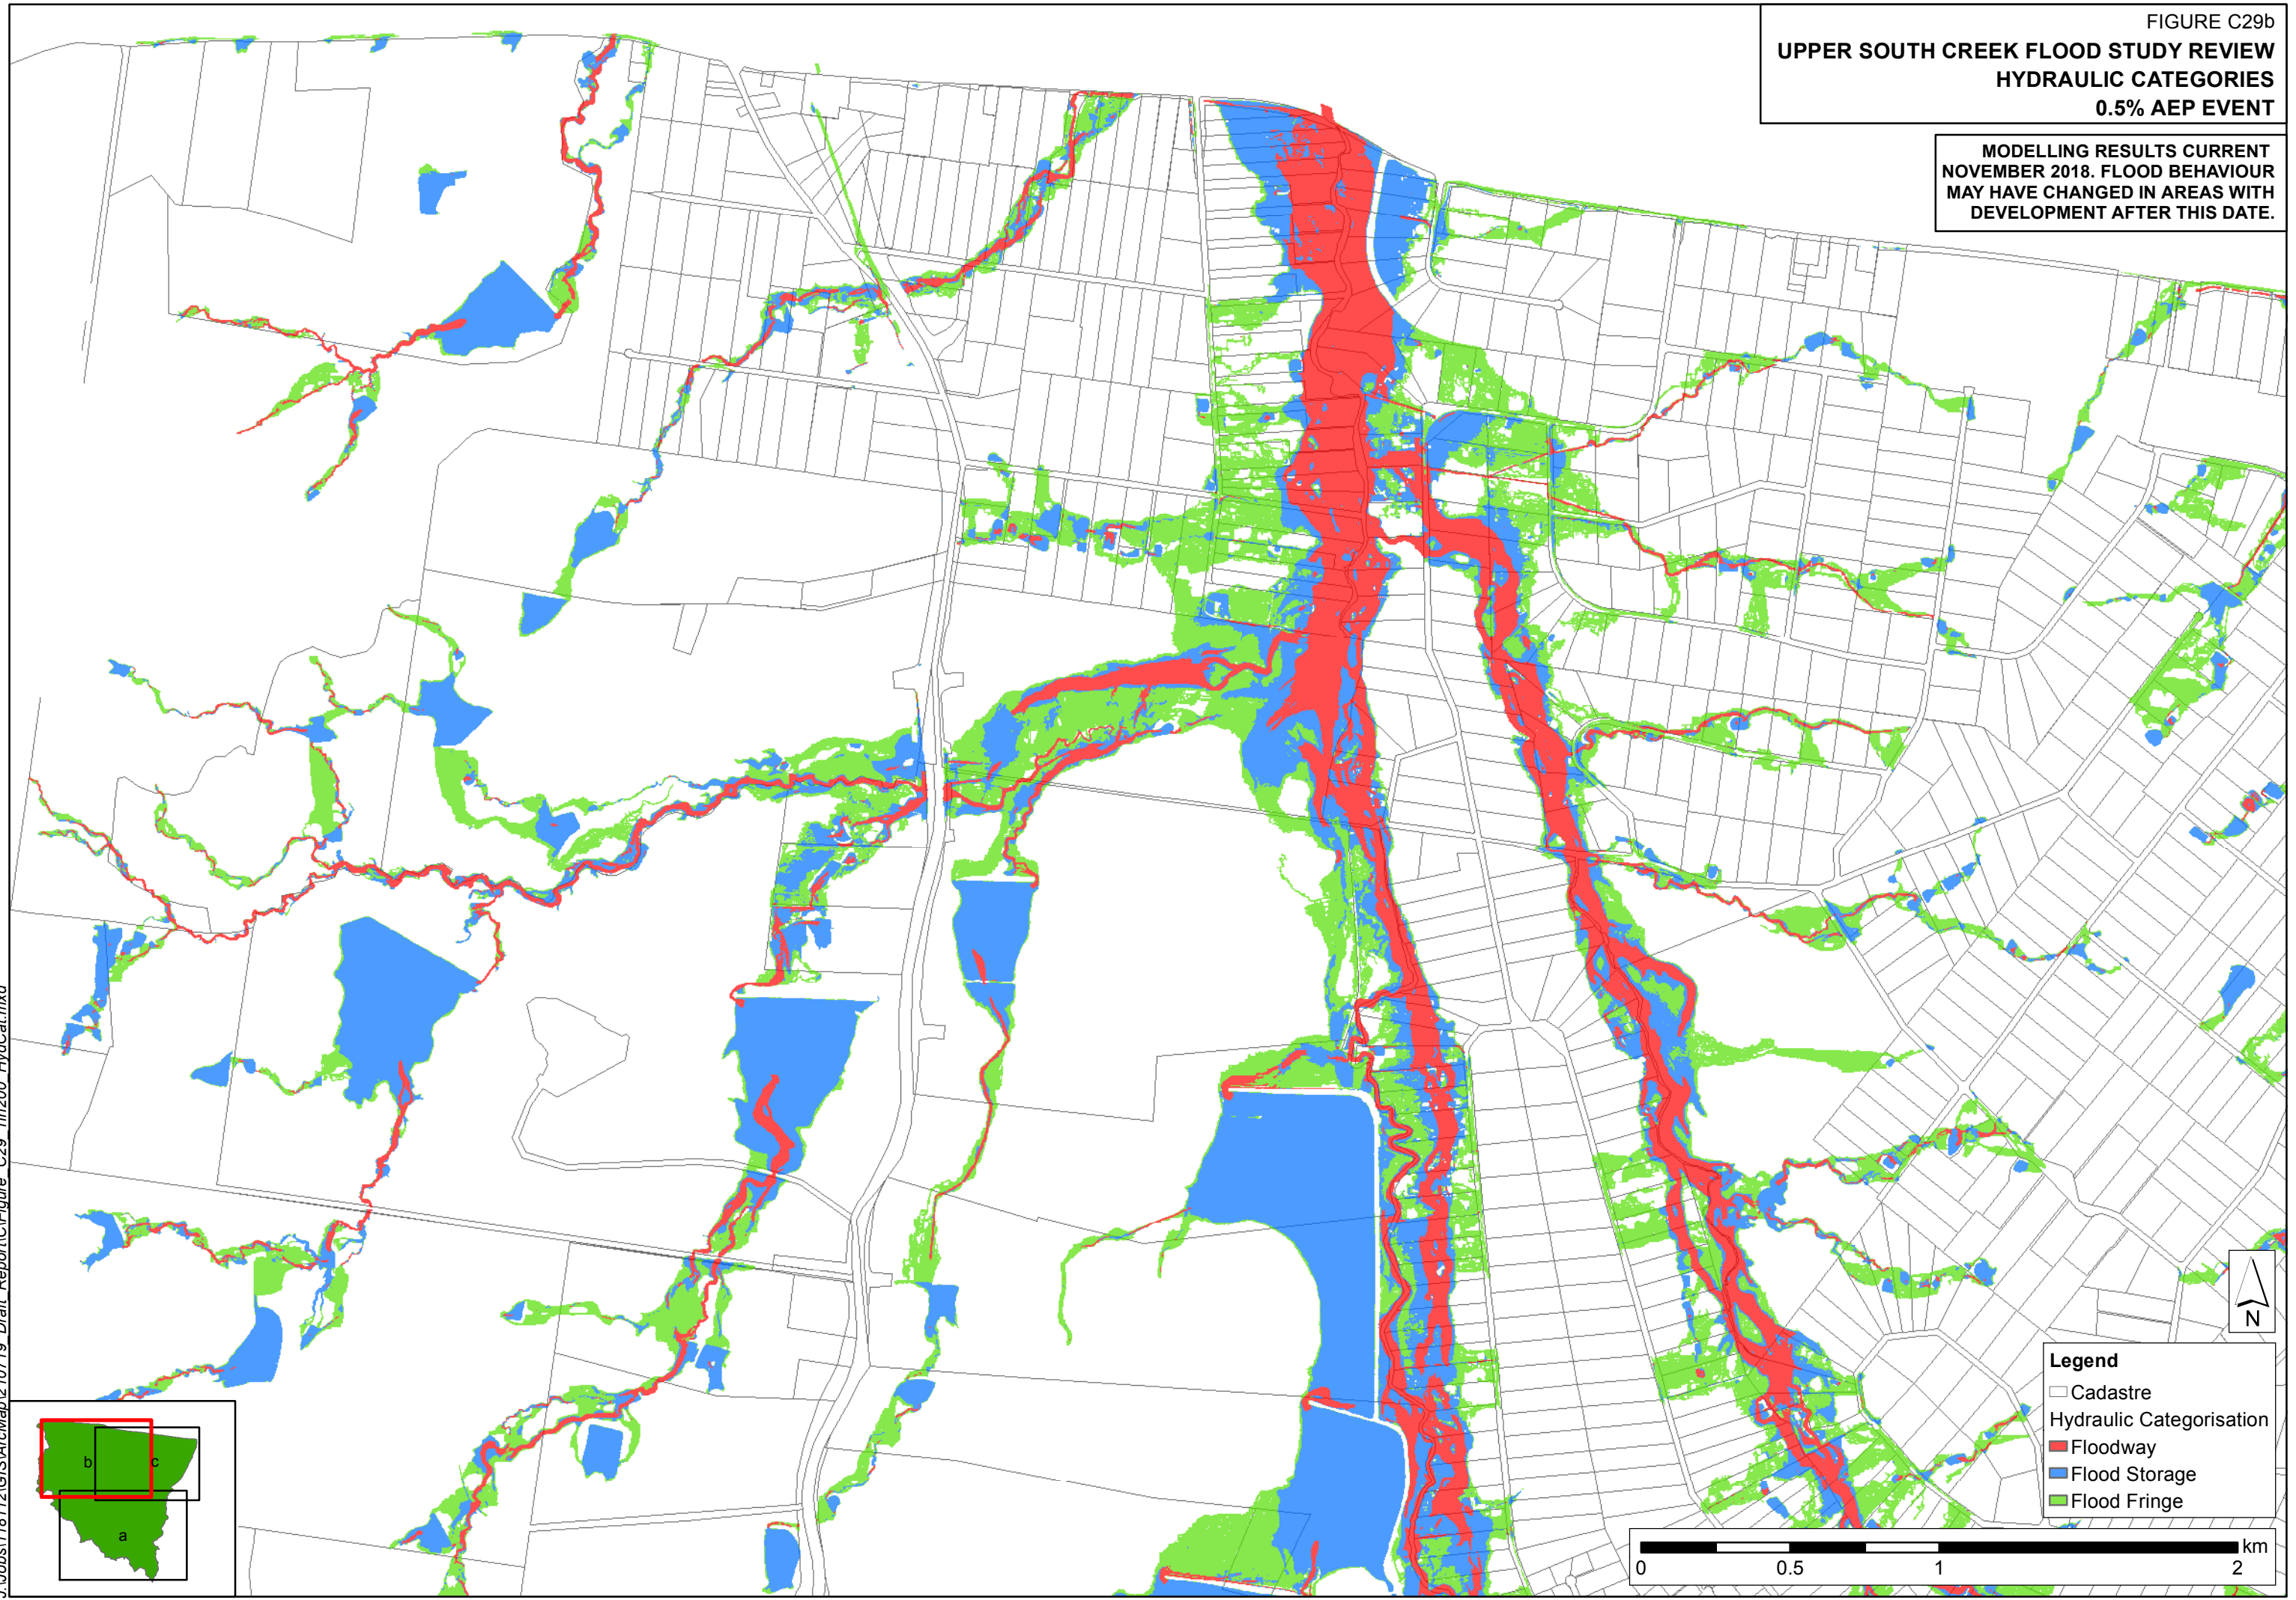 FIGURE C29b
UPPER SOUTH CREEK FLOOD STUDY REVIEW
HYDRAULIC CATEGORIES
0.5% AEP EVENT
MODELLING RESULTS CURRENT
NOVEMBER 2018. FLOOD BEHAVIOUR
MAY HAVE CHANGED IN AREAS WITH
DEVELOPMENT AFTER THIS DATE.
N
Legend
Cadastre
Hydraulic Categorisation
Floodway
Flood Storage
Flood Fringe
km
0 0.5 1 2
b c
a